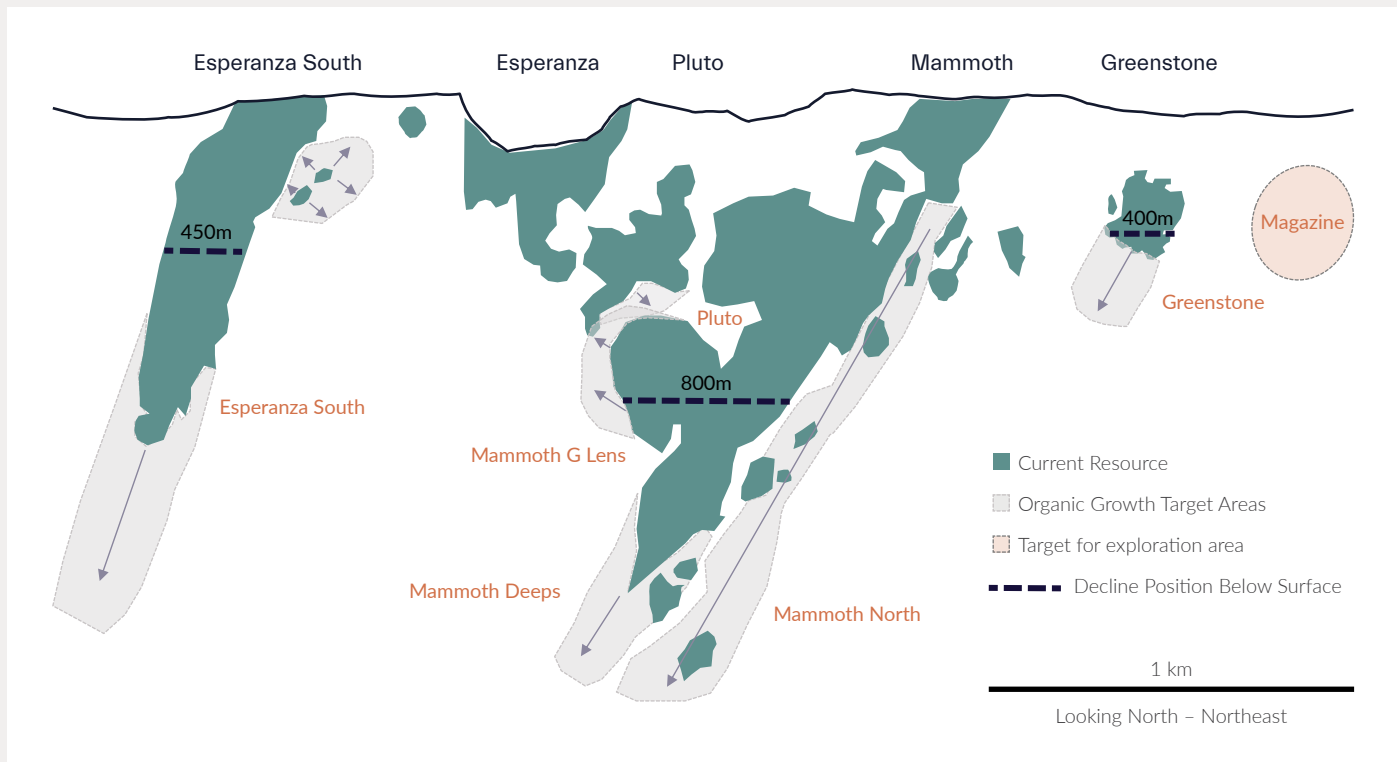 Esperanza South
Esperanza
Pluto
Mammoth
Greenstone
450m
400m
Magazine
Greenstone
Pluto
800m
Esperanza South
Mammoth G Lens
Current Resource
Organic Growth Target Areas
Target for exploration area
Decline Position Below Surface
Mammoth Deeps
Mammoth North
1 km
Looking North – Northeast